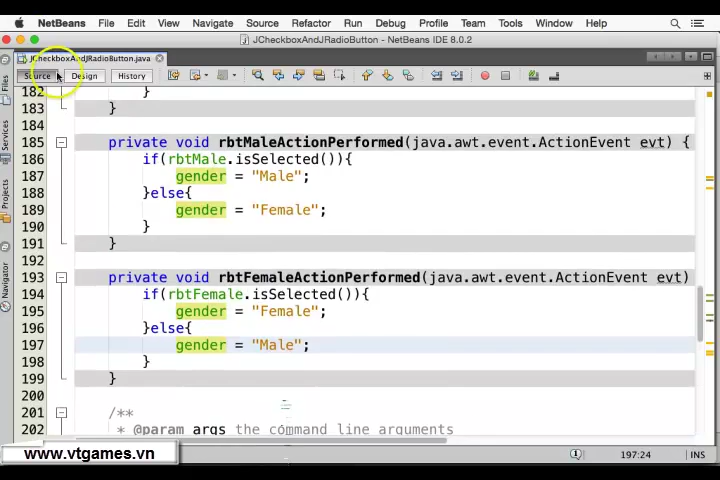 NetBeans File Edit View Navigate Source Refactor Run Debug Profile Team Tools Window Help
JCheckboxAndJRadioButton - NetBeans IDE 8.0.2
JCheckboxAndJRadioButton.java
Source Design History
Files
Services
Projects
Navigator
182 }
183 }
184
185 private void rbtMaleActionPerformed(java.awt.event.ActionEvent evt) {
186 if(rbtMale.isSelected()){
187 gender = "Male";
188 }else{
189 gender = "Female";
190 }
191 }
192
193 private void rbtFemaleActionPerformed(java.awt.event.ActionEvent evt)
194 if(rbtFemale.isSelected()){
195 gender = "Female";
196 }else{
197 gender = "Male";
198 }
199 }
200
201 /**
202 * @param args the command line arguments
www.vtgames.vn
197:24 INS